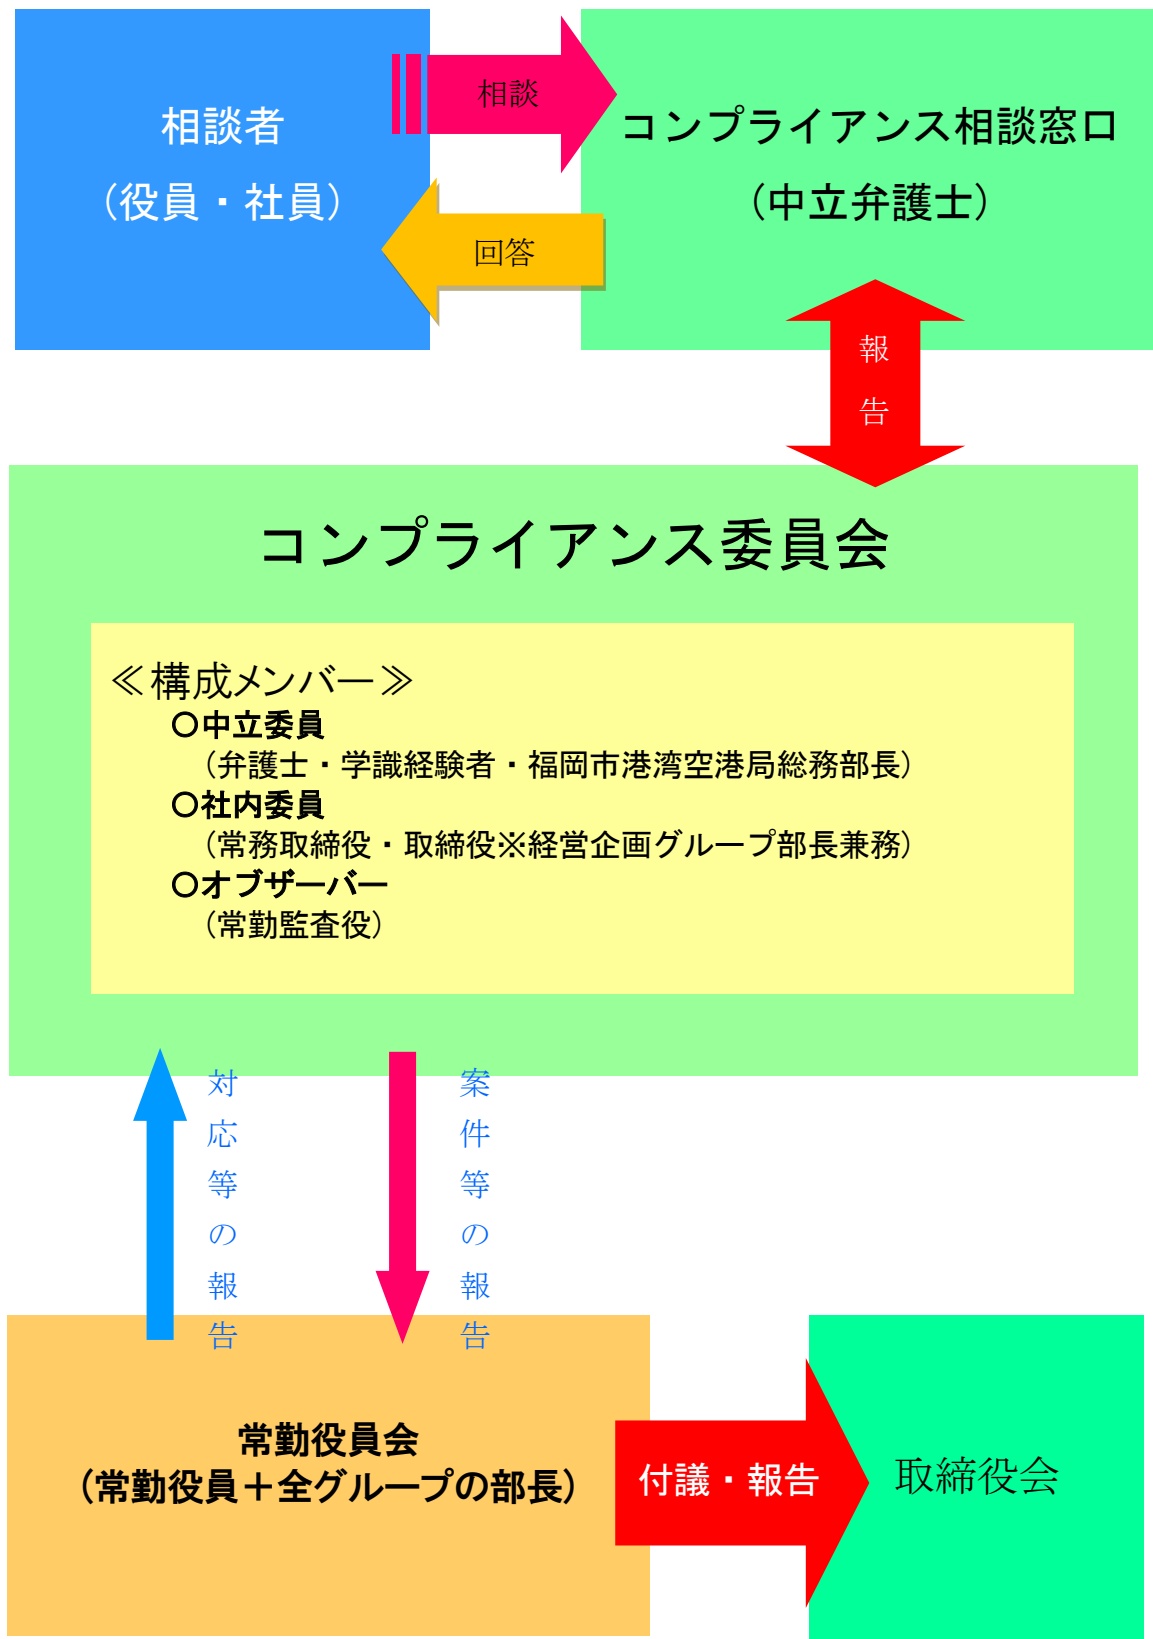 相談者
（役員・社員）
相談
回答
コンプライアンス相談窓口
（中立弁護士）
報告
コンプライアンス委員会
≪構成メンバー≫
○中立委員
（弁護士・学識経験者・福岡市港湾空港局総務部長）
○社内委員
（常務取締役・取締役※経営企画グループ部長兼務）
○オブザーバー
（常勤監査役）
対応等の報告
案件等の報告
常勤役員会
（常勤役員＋全グループの部長）
付議・報告
取締役会